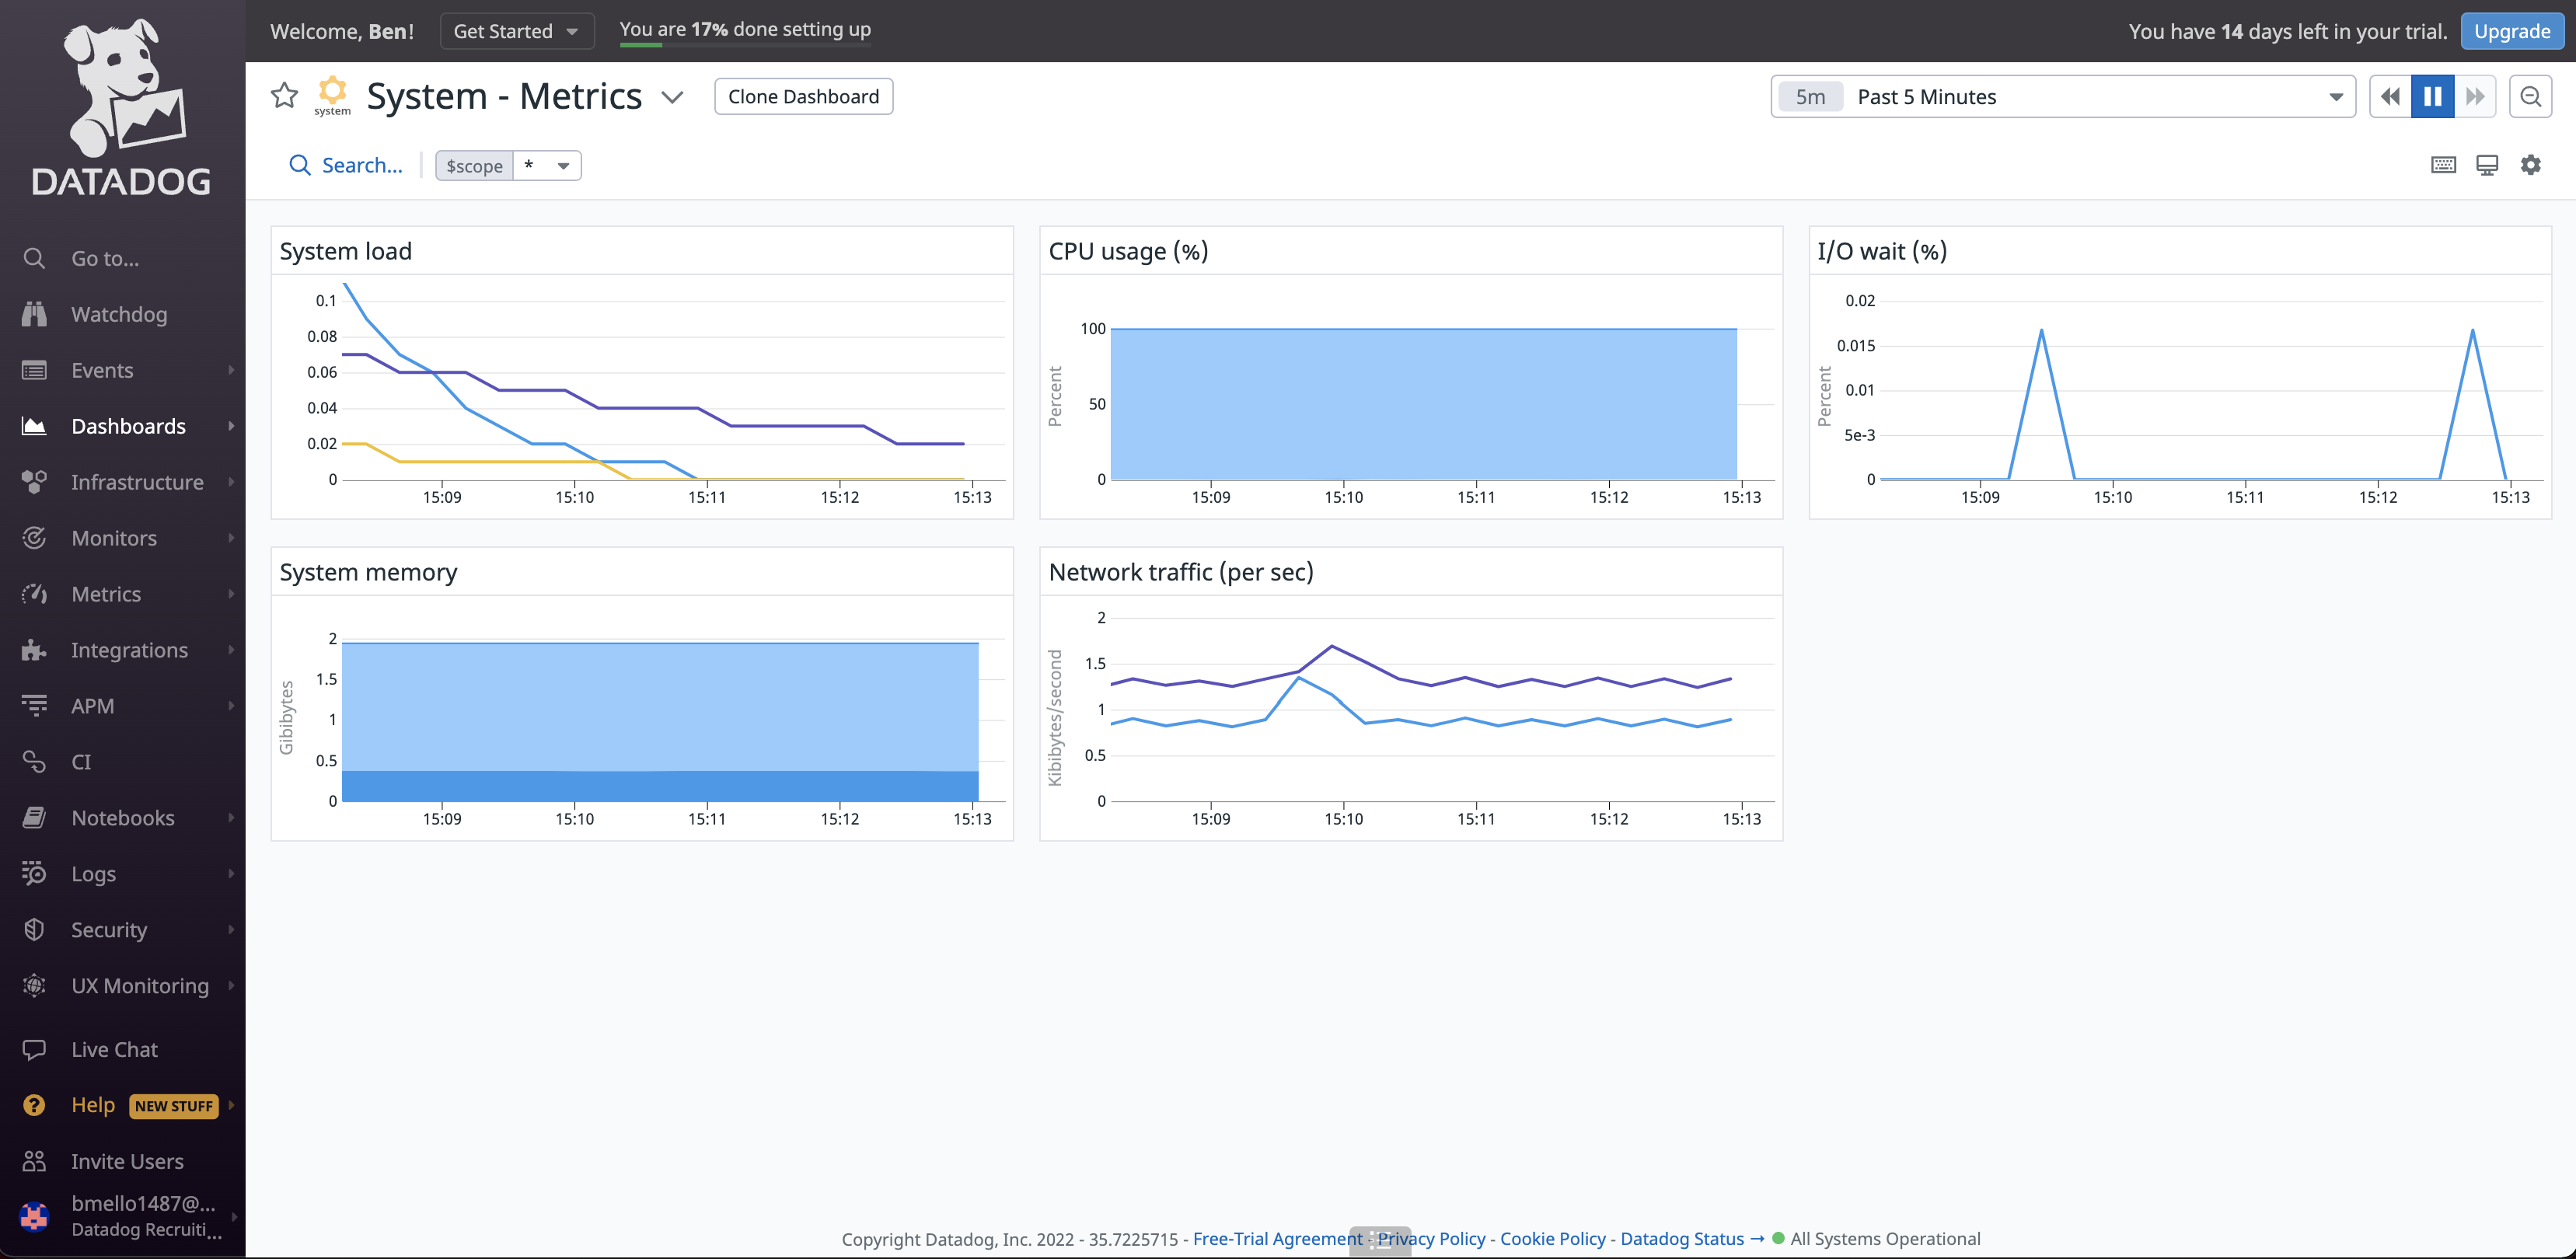 Welcome, Ben!
Get Started
You are 17% done setting up
You have 14 days left in your trial.
Upgrade
DATADOG
Go to...
Watchdog
Events
Dashboards
Infrastructure
Monitors
Metrics
Integrations
APM
CI
Notebooks
Logs
Security
UX Monitoring
Live Chat
Help NEW STUFF
Invite Users
bmello1487@...
Datadog Recruiti...
system
System - Metrics
Clone Dashboard
5m Past 5 Minutes
Search...
$scope *
System load
0.1
0.08
0.06
0.04
0.02
0
15:09 15:10 15:11 15:12 15:13
CPU usage (%)
Percent
100
50
0
15:09 15:10 15:11 15:12 15:13
I/O wait (%)
Percent
0.02
0.015
0.01
5e-3
0
15:09 15:10 15:11 15:12 15:13
System memory
Gibibytes
2
1.5
1
0.5
0
15:09 15:10 15:11 15:12 15:13
Network traffic (per sec)
Kibibytes/second
2
1.5
1
0.5
0
15:09 15:10 15:11 15:12 15:13
Copyright Datadog, Inc. 2022 - 35.7225715 - Free-Trial Agreement - Privacy Policy - Cookie Policy - Datadog Status → All Systems Operational